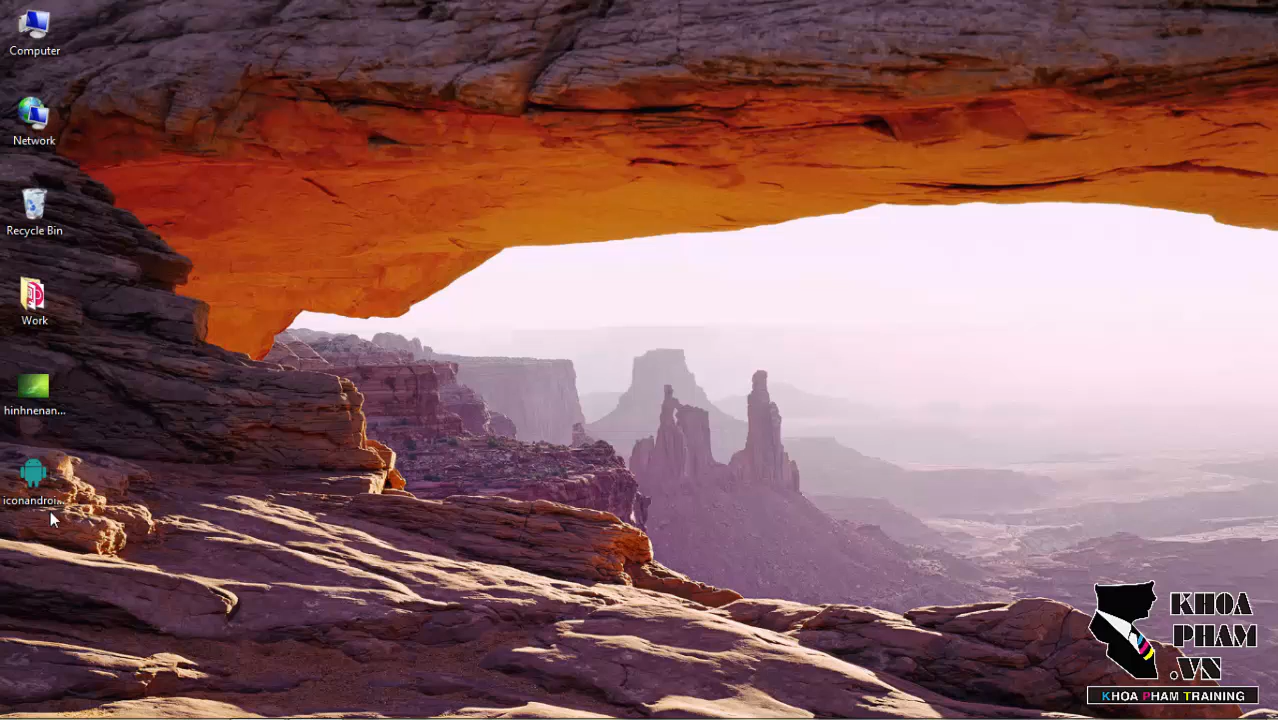 Computer
Network
Recycle Bin
Work
hinhnenan...
iconandroi...
KHOA
PHAM
.VN
KHOA PHAM TRAINING